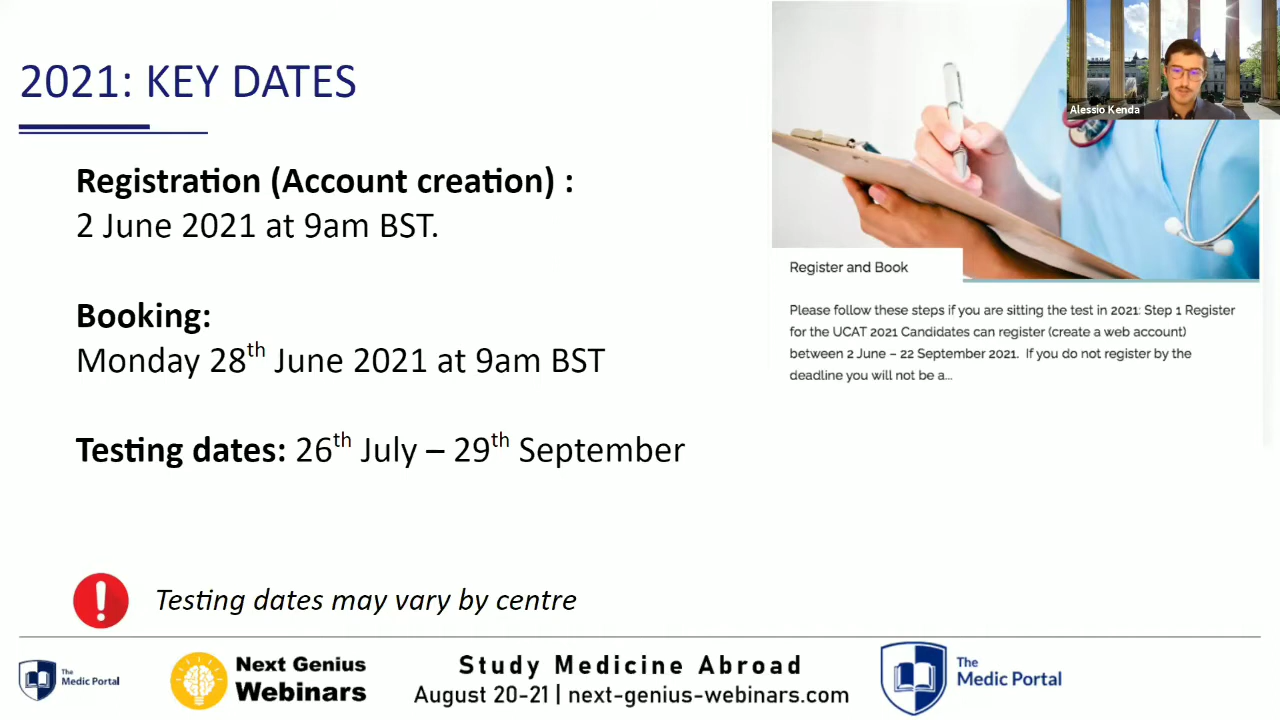 2021: KEY DATES
Alessio Kenda
Registration (Account creation) :
2 June 2021 at 9am BST.
Booking:
Monday 28th June 2021 at 9am BST
Testing dates: 26th July – 29th September
Register and Book
Please follow these steps if you are sitting the test in 2021: Step 1 Register
for the UCAT 2021 Candidates can register (create a web account)
between 2 June – 22 September 2021. If you do not register by the
deadline you will not be a...
Testing dates may vary by centre
The
Medic Portal
Next Genius
Webinars
Study Medicine Abroad
August 20-21 | next-genius-webinars.com
The
Medic Portal